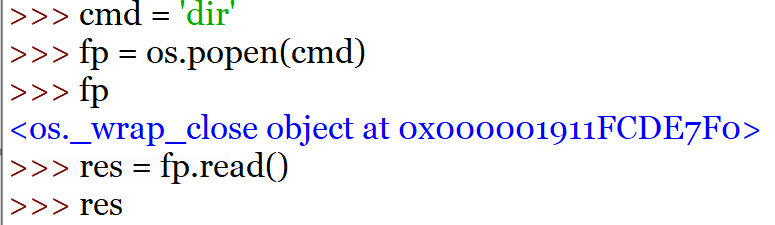 >>> cmd = 'dir'
>>> fp = os.popen(cmd)
>>> fp
<os._wrap_close object at 0x000001911FCDE7F0>
>>> res = fp.read()
>>> res